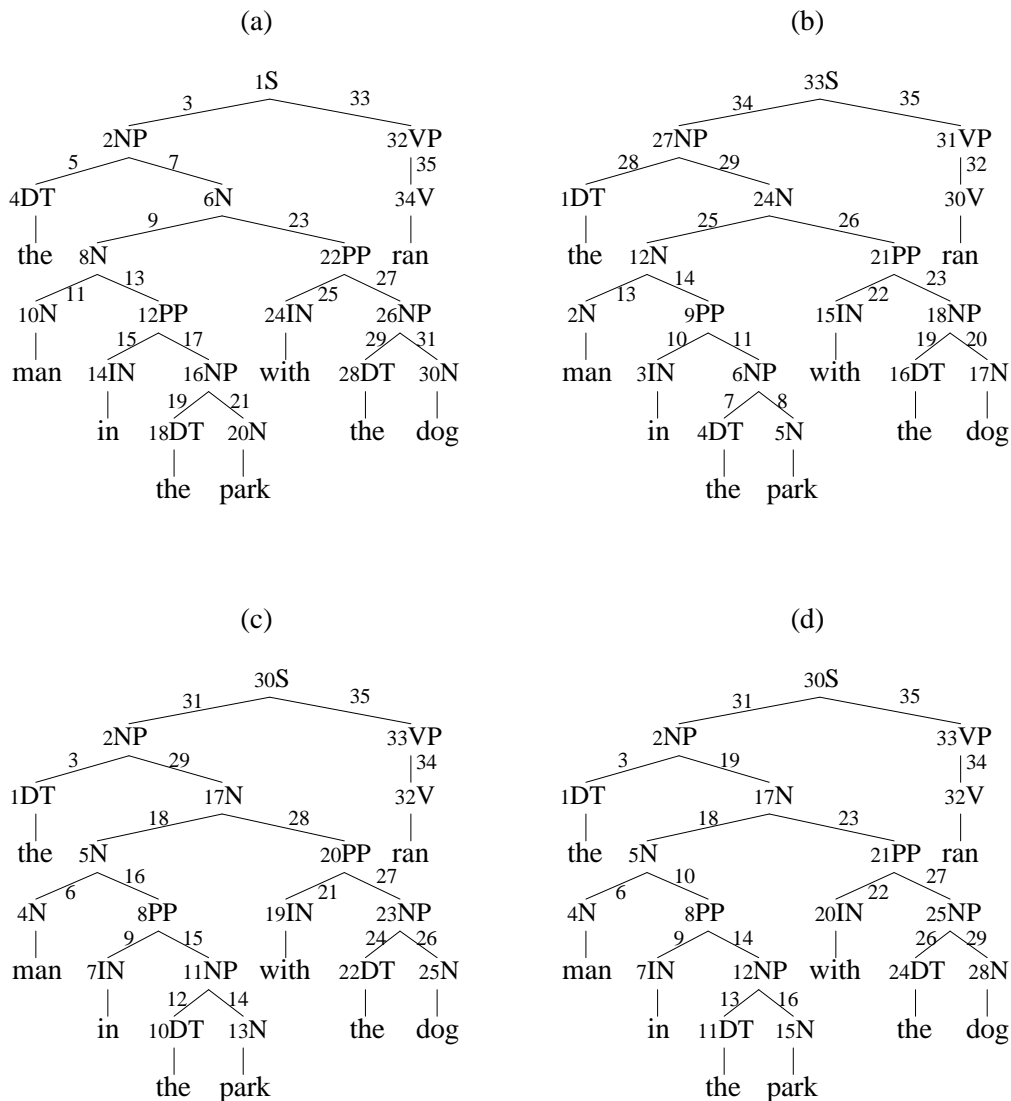 (a) (b)
1S 33S
3 33 34 35
2NP 32VP 27NP 31VP
5 7 35 28 29 32
4DT 6N 34V 1DT 24N 30V
9 23 25 26
the 8N 22PP ran the 12N 21PP ran
11 13 25 27 13 14 22 23
10N 12PP 24IN 26NP 2N 9PP 15IN 18NP
15 17 29 31 10 11 19 20
man 14IN 16NP with 28DT 30N man 3IN 6NP with 16DT 17N
19 21 7 8
in 18DT 20N the dog in 4DT 5N the dog
the park the park
(c) (d)
30S 30S
31 35 31 35
2NP 33VP 2NP 33VP
3 29 34 3 19 34
1DT 17N 32V 1DT 17N 32V
18 28 18 23
the 5N 20PP ran the 5N 21PP ran
6 16 21 27 6 10 22 27
4N 8PP 19IN 23NP 4N 8PP 20IN 25NP
9 15 24 26 9 14 26 29
man 7IN 11NP with 22DT 25N man 7IN 12NP with 24DT 28N
12 14 13 16
in 10DT 13N the dog in 11DT 15N the dog
the park the park